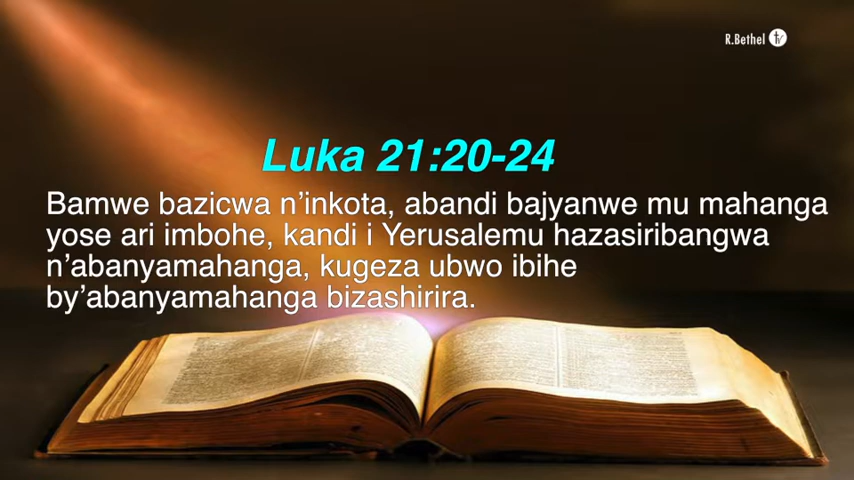 R.Bethel tv
Luka 21:20-24
Bamwe bazicwa n'inkota, abandi bajyanwe mu mahanga
yose ari imbohe, kandi i Yerusalemu hazasiribangwa
n'abanyamahanga, kugeza ubwo ibihe
by'abanyamahanga bizashirira.